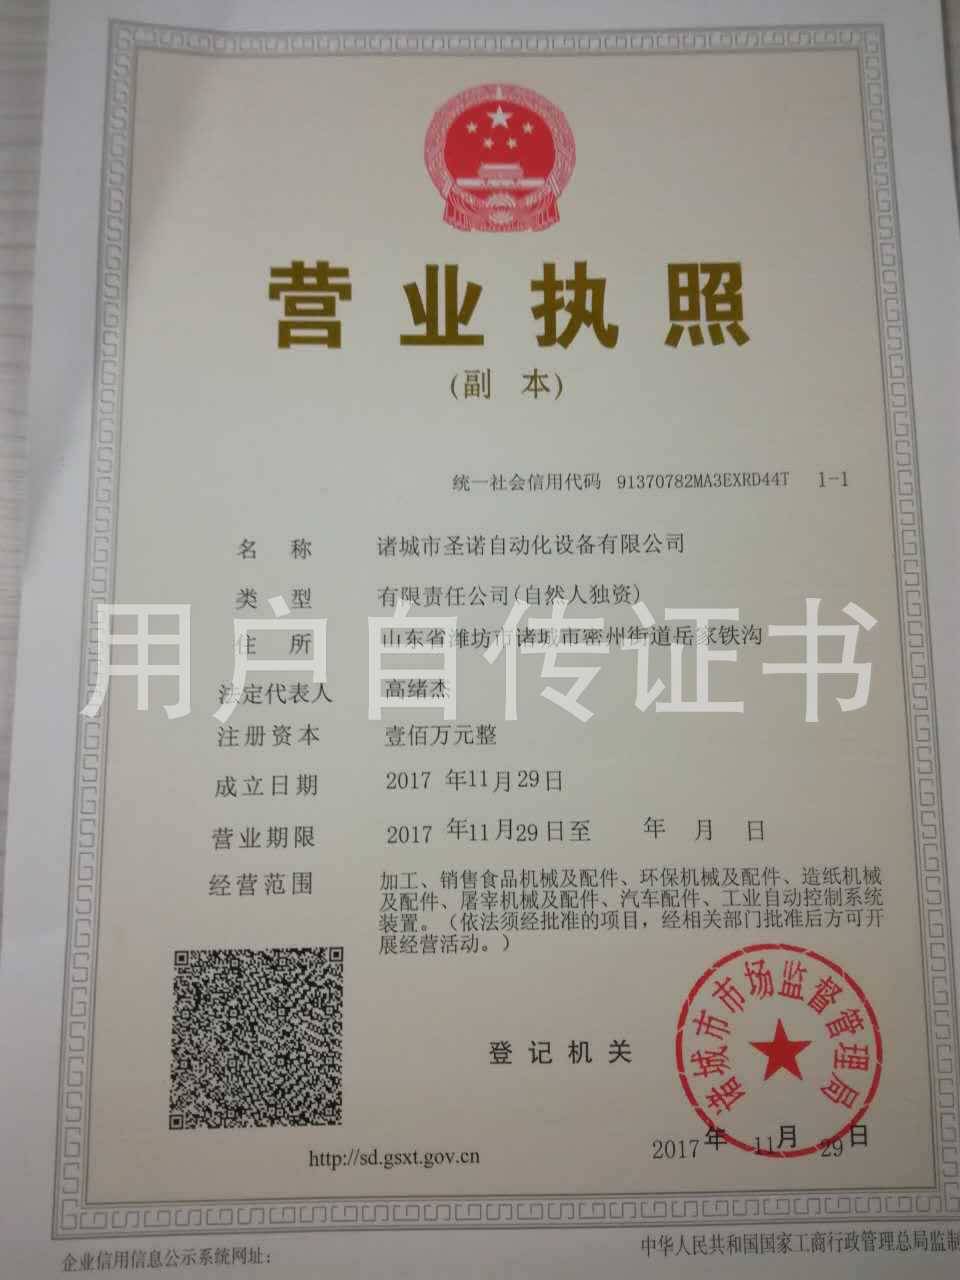 营业执照
(副 本)
统一社会信用代码 91370782MA3EXRD44T 1-1
名 称 诸城市圣诺自动化设备有限公司
类 型 有限责任公司(自然人独资)
住 所 山东省潍坊市诸城市密州街道岳家铁沟
用户自传证书
法定代表人 高绪杰
注册资本 壹佰万元整
成立日期 2017 年11月29日
营业期限 2017 年11月29日至 年 月 日
经营范围 加工、销售食品机械及配件、环保机械及配件、造纸机械
及配件、屠宰机械及配件、汽车配件、工业自动控制系统
装置。（依法须经批准的项目，经相关部门批准后方可开
展经营活动。）
诸城市市场监督管理局
登记机关
2017年 11月 29日
http://sd.gsxt.gov.cn
企业信用信息公示系统网址：
中华人民共和国国家工商行政管理总局监制